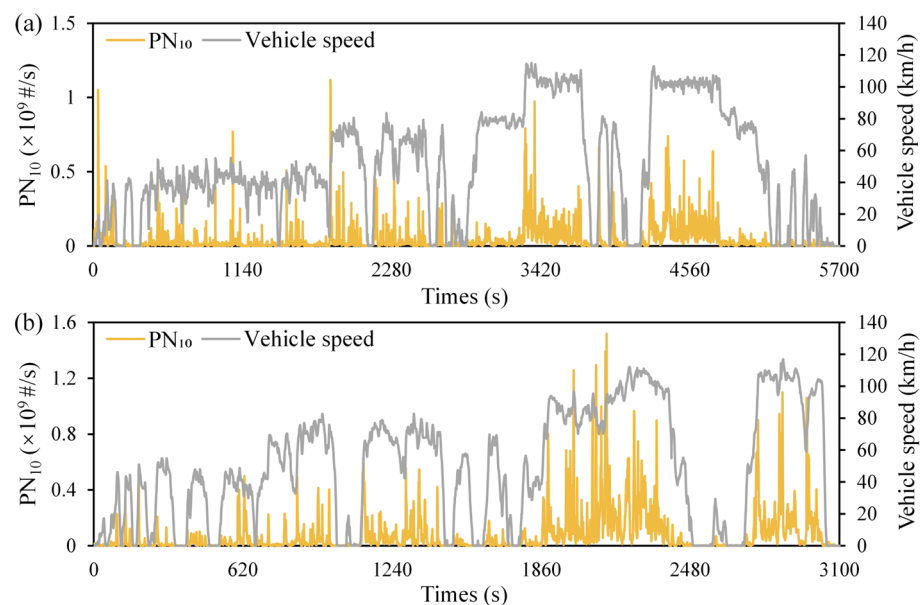 (a)
PN₁₀ Vehicle speed
PN₁₀ (×10⁹ #/s)
1.5
1
0.5
0
140
120
100
80
60
40
20
0
Vehicle speed (km/h)
0 1140 2280 3420 4560 5700
Times (s)
(b)
PN₁₀ Vehicle speed
PN₁₀ (×10⁹ #/s)
1.6
1.2
0.8
0.4
0
140
120
100
80
60
40
20
0
Vehicle speed (km/h)
0 620 1240 1860 2480 3100
Times (s)